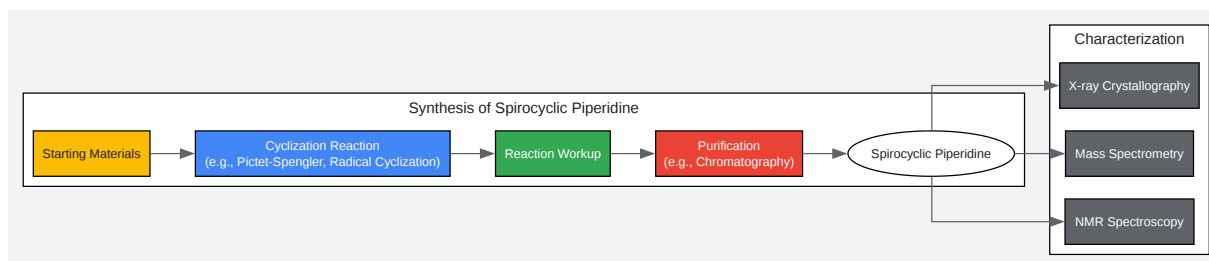 Characterization
X-ray Crystallography
Synthesis of Spirocyclic Piperidine
Starting Materials
Cyclization Reaction
(e.g., Pictet-Spengler, Radical Cyclization)
Reaction Workup
Purification
(e.g., Chromatography)
Spirocyclic Piperidine
Mass Spectrometry
NMR Spectroscopy